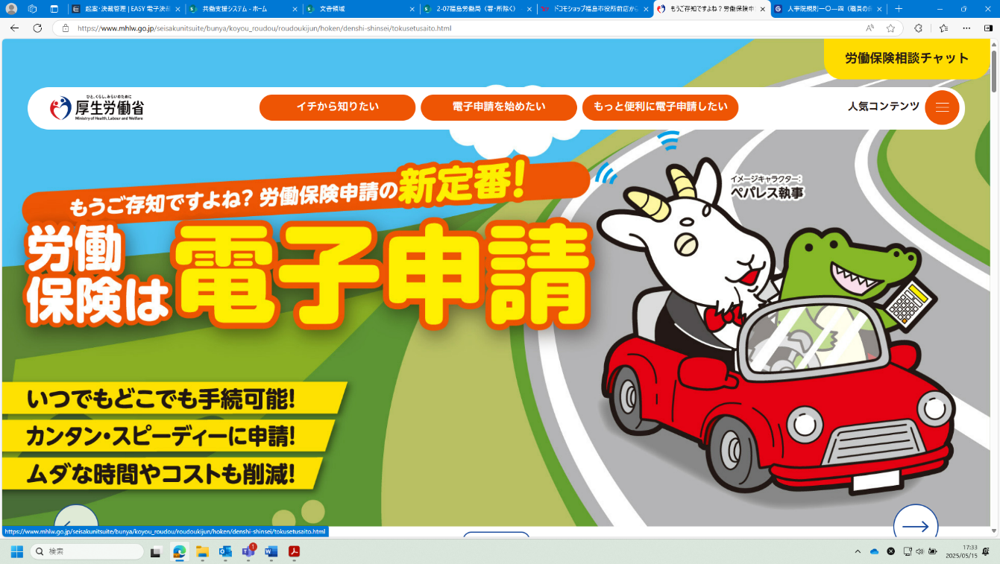 起案・決裁管理 | EASY 電子決裁
共働支援システム - ホーム
文書領域
2-07福島労働局（署・所除く）
ドコモショップ福島市役所前店から
もうご存知ですよね？労働保険申
人事院規則一〇―四（職員の
https://www.mhlw.go.jp/seisakunitsuite/bunya/koyou_roudou/roudoukijun/hoken/denshi-shinsei/tokusetusaito.html
労働保険相談チャット
ひと、くらし、みらいのために
厚生労働省
Ministry of Health, Labour and Welfare
イチから知りたい
電子申請を始めたい
もっと便利に電子申請したい
人気コンテンツ
もうご存知ですよね？労働保険申請の新定番！
イメージキャラクター：
ペパレス執事
労働
保険は
電子申請
いつでもどこでも手続可能！
カンタン・スピーディーに申請！
ムダな時間やコストも削減！
https://www.mhlw.go.jp/seisakunitsuite/bunya/koyou_roudou/roudoukijun/hoken/denshi-shinsei/tokusetusaito.html
検索
1
17:33
2025/05/15